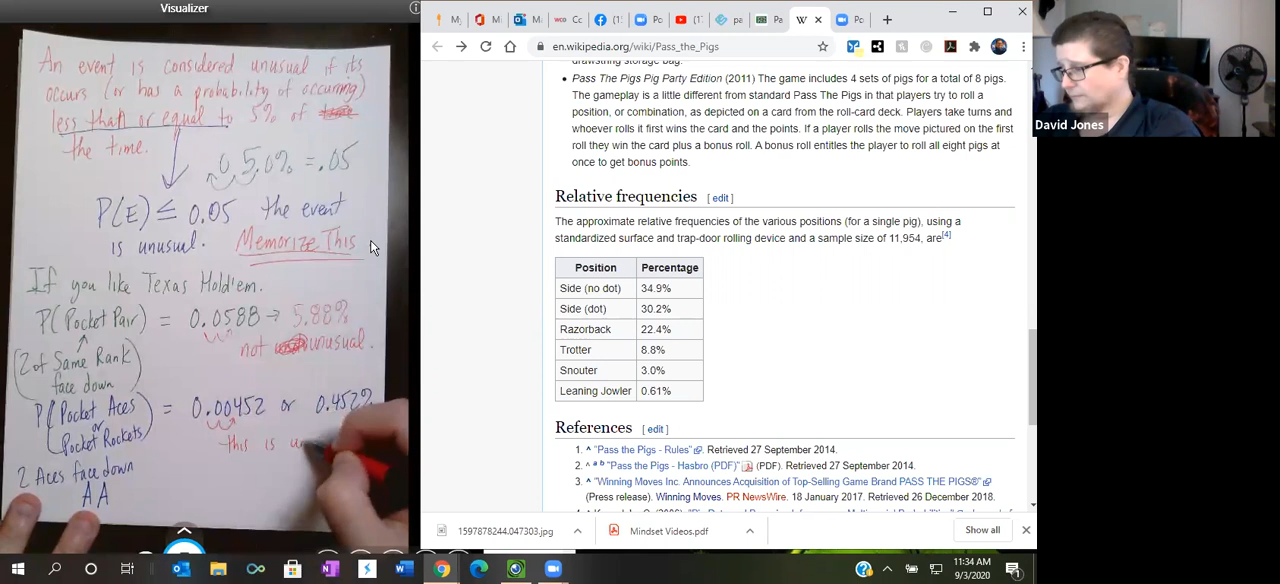 Visualizer
An event is considered unusual if its
occurs (or has a probability of occuring)
less than or equal to 5% of
the time.
0.5.0% = .05
P(E) ≤ 0.05 the event
is unusual. Memorize This
If you like Texas Hold'em.
P(Pocket Pair) = 0.0588 → 5.88%
not unusual.
(2 of Same Rank
face down)
P(Pocket Aces = 0.00452 or 0.452%
or
Pocket Rockets)
this is
2 Aces face down
AA
en.wikipedia.org/wiki/Pass_the_Pigs
drawstring storage bag.
• Pass The Pigs Pig Party Edition (2011) The game includes 4 sets of pigs for a total of 8 pigs.
The gameplay is a little different from standard Pass The Pigs in that players try to roll a
position, or combination, as depicted on a card from the roll-card deck. Players take turns and
whoever rolls it first wins the card and the points. If a player rolls the move pictured on the first
roll they win the card plus a bonus roll. A bonus roll entitles the player to roll all eight pigs at
once to get bonus points.
Relative frequencies [ edit ]
The approximate relative frequencies of the various positions (for a single pig), using a
standardized surface and trap-door rolling device and a sample size of 11,954, are[4]
Position Percentage
Side (no dot) 34.9%
Side (dot) 30.2%
Razorback 22.4%
Trotter 8.8%
Snouter 3.0%
Leaning Jowler 0.61%
References [ edit ]
1. ^ "Pass the Pigs - Rules". Retrieved 27 September 2014.
2. ^ a b "Pass the Pigs - Hasbro (PDF)" (PDF). Retrieved 27 September 2014.
3. ^ "Winning Moves Inc. Announces Acquisition of Top-Selling Game Brand PASS THE PIGS®"
(Press release). Winning Moves. PR NewsWire. 18 January 2017. Retrieved 26 December 2018.
1597878244.047303.jpg
Mindset Videos.pdf
Show all
David Jones
11:34 AM
9/3/2020